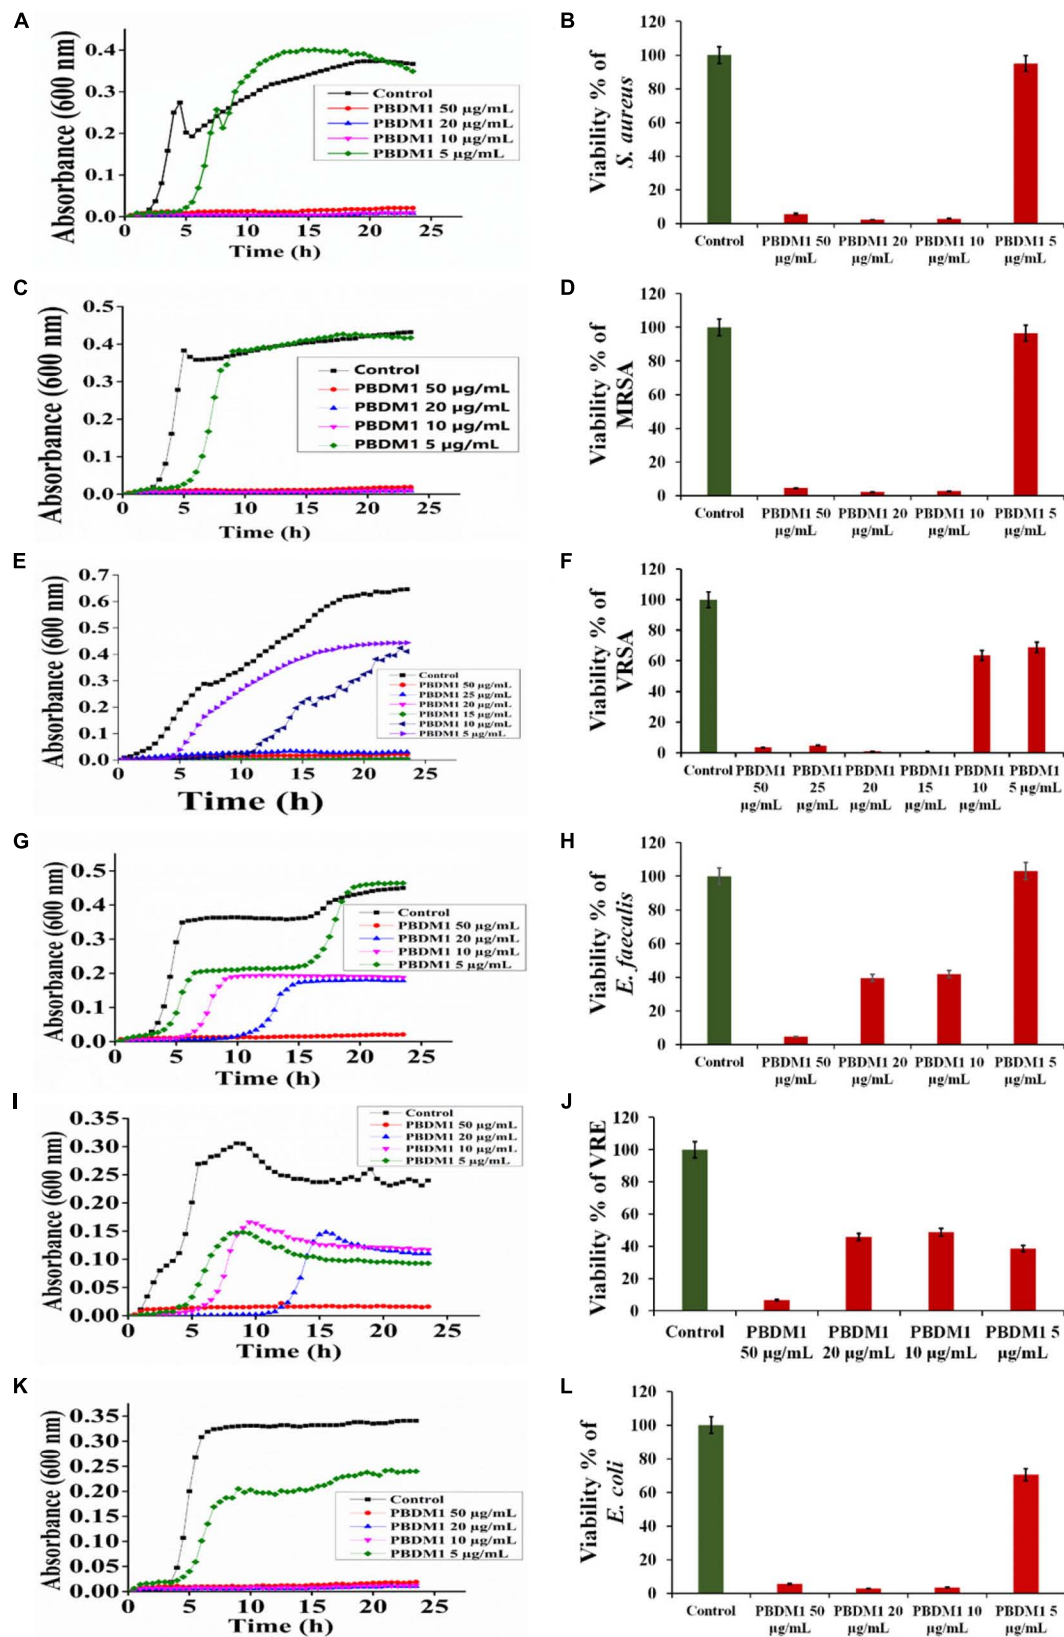 A
Absorbance (600 nm)
0.4
0.3
0.2
0.1
0.0
Control
PBDM1 50 µg/mL
PBDM1 20 µg/mL
PBDM1 10 µg/mL
PBDM1 5 µg/mL
0 5 10 15 20 25
Time (h)
B
Viability % of
S. aureus
120
100
80
60
40
20
0
Control PBDM1 50 PBDM1 20 PBDM1 10 PBDM1 5
µg/mL µg/mL µg/mL µg/mL
C
Absorbance (600 nm)
0.5
0.4
0.3
0.2
0.1
0.0
Control
PBDM1 50 µg/mL
PBDM1 20 µg/mL
PBDM1 10 µg/mL
PBDM1 5 µg/mL
0 5 10 15 20 25
Time (h)
D
Viability % of
MRSA
120
100
80
60
40
20
0
Control PBDM1 50 PBDM1 20 PBDM1 10 PBDM1 5
µg/mL µg/mL µg/mL µg/mL
E
Absorbance (600 nm)
0.7
0.6
0.5
0.4
0.3
0.2
0.1
0.0
Control
PBDM1 50 µg/mL
PBDM1 25 µg/mL
PBDM1 20 µg/mL
PBDM1 15 µg/mL
PBDM1 10 µg/mL
PBDM1 5 µg/mL
0 5 10 15 20 25
Time (h)
F
Viability % of
VRSA
120
100
80
60
40
20
0
Control PBDM1 PBDM1 PBDM1 PBDM1 PBDM1 PBDM1
50 25 20 15 10 5 µg/mL
µg/mL µg/mL µg/mL µg/mL µg/mL
G
Absorbance (600 nm)
0.5
0.4
0.3
0.2
0.1
0.0
Control
PBDM1 50 µg/mL
PBDM1 20 µg/mL
PBDM1 10 µg/mL
PBDM1 5 µg/mL
0 5 10 15 20 25
Time (h)
H
Viability % of
E. faecalis
120
100
80
60
40
20
0
Control PBDM1 50 PBDM1 20 PBDM1 10 PBDM1 5
µg/mL µg/mL µg/mL µg/mL
I
Absorbance (600 nm)
0.35
0.30
0.25
0.20
0.15
0.10
0.05
0.00
Control
PBDM1 50 µg/mL
PBDM1 20 µg/mL
PBDM1 10 µg/mL
PBDM1 5 µg/mL
0 5 10 15 20 25
Time (h)
J
Viability % of VRE
120
100
80
60
40
20
0
Control PBDM1 PBDM1 PBDM1 PBDM1 5
50 µg/mL 20 µg/mL 10 µg/mL µg/mL
K
Absorbance (600 nm)
0.35
0.30
0.25
0.20
0.15
0.10
0.05
0.00
Control
PBDM1 50 µg/mL
PBDM1 20 µg/mL
PBDM1 10 µg/mL
PBDM1 5 µg/mL
0 5 10 15 20 25
Time (h)
L
Viability % of
E. coli
120
100
80
60
40
20
0
Control PBDM1 50 PBDM1 20 PBDM1 10 PBDM1 5
µg/mL µg/mL µg/mL µg/mL